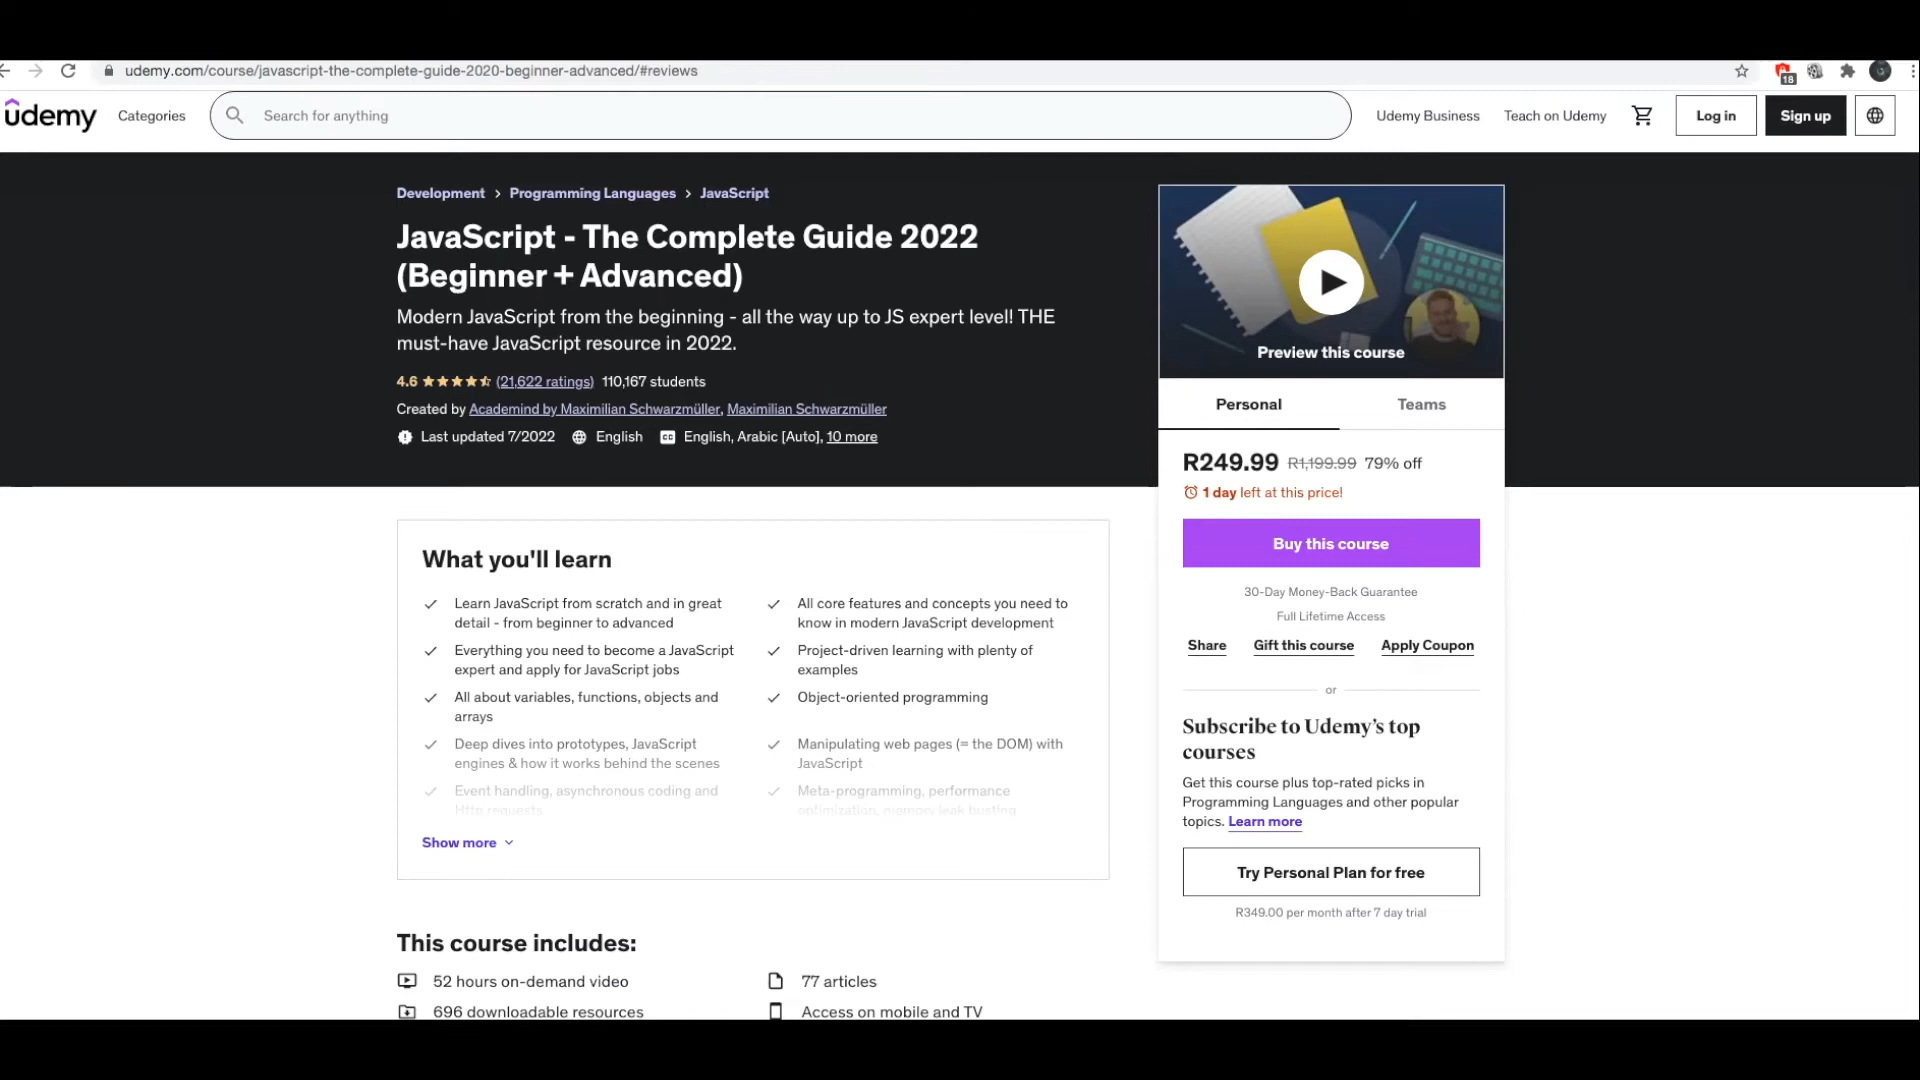 udemy.com/course/javascript-the-complete-guide-2020-beginner-advanced/#reviews
18
udemy
Categories
Search for anything
Udemy Business
Teach on Udemy
Log in
Sign up
Development > Programming Languages > JavaScript
JavaScript - The Complete Guide 2022
(Beginner + Advanced)
Modern JavaScript from the beginning - all the way up to JS expert level! THE
must-have JavaScript resource in 2022.
4.6 (21,622 ratings) 110,167 students
Created by Academind by Maximilian Schwarzmüller, Maximilian Schwarzmüller
Last updated 7/2022 English CC English, Arabic [Auto], 10 more
Preview this course
Personal
Teams
R249.99 R1,199.99 79% off
1 day left at this price!
Buy this course
30-Day Money-Back Guarantee
Full Lifetime Access
Share
Gift this course
Apply Coupon
or
Subscribe to Udemy's top
courses
Get this course plus top-rated picks in
Programming Languages and other popular
topics. Learn more
Try Personal Plan for free
R349.00 per month after 7 day trial
What you'll learn
Learn JavaScript from scratch and in great
detail - from beginner to advanced
All core features and concepts you need to
know in modern JavaScript development
Everything you need to become a JavaScript
expert and apply for JavaScript jobs
Project-driven learning with plenty of
examples
All about variables, functions, objects and
arrays
Object-oriented programming
Deep dives into prototypes, JavaScript
engines & how it works behind the scenes
Manipulating web pages (= the DOM) with
JavaScript
Event handling, asynchronous coding and
Http requests
Meta-programming, performance
optimization, memory leak busting
Show more
This course includes:
52 hours on-demand video
77 articles
696 downloadable resources
Access on mobile and TV